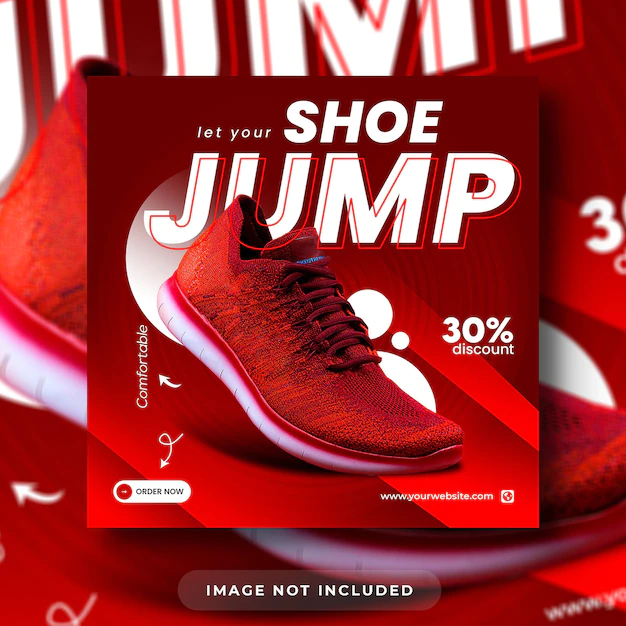 let your SHOE
JUMP
Comfortable
30%
discount
ORDER NOW
www.yourwebsite.com
IMAGE NOT INCLUDED